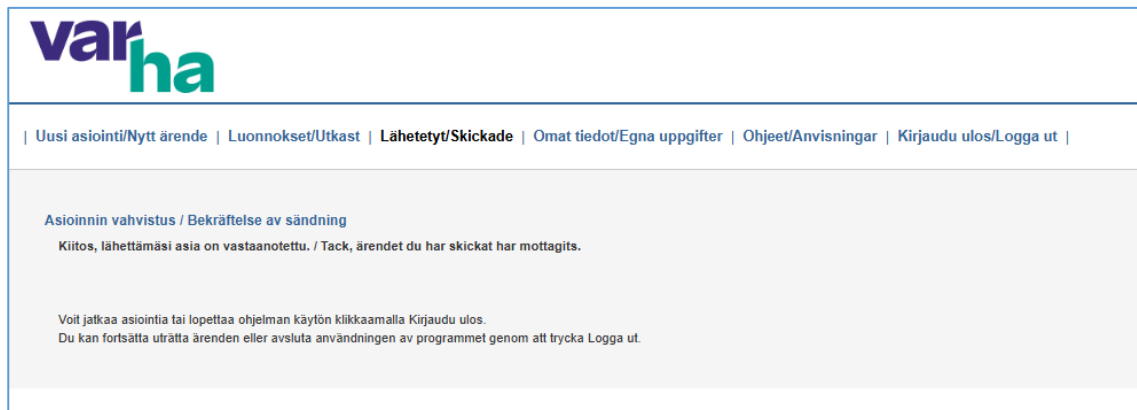 varha
| Uusi asiointi/Nytt ärende | Luonnokset/Utkast | Lähetetyt/Skickade | Omat tiedot/Egna uppgifter | Ohjeet/Anvisningar | Kirjaudu ulos/Logga ut |
Asioinnin vahvistus / Bekräftelse av sändning
Kiitos, lähettämäsi asia on vastaanotettu. / Tack, ärendet du har skickat har mottagits.
Voit jatkaa asiointia tai lopettaa ohjelman käytön klikkaamalla Kirjaudu ulos.
Du kan fortsätta uträtta ärenden eller avsluta användningen av programmet genom att trycka Logga ut.